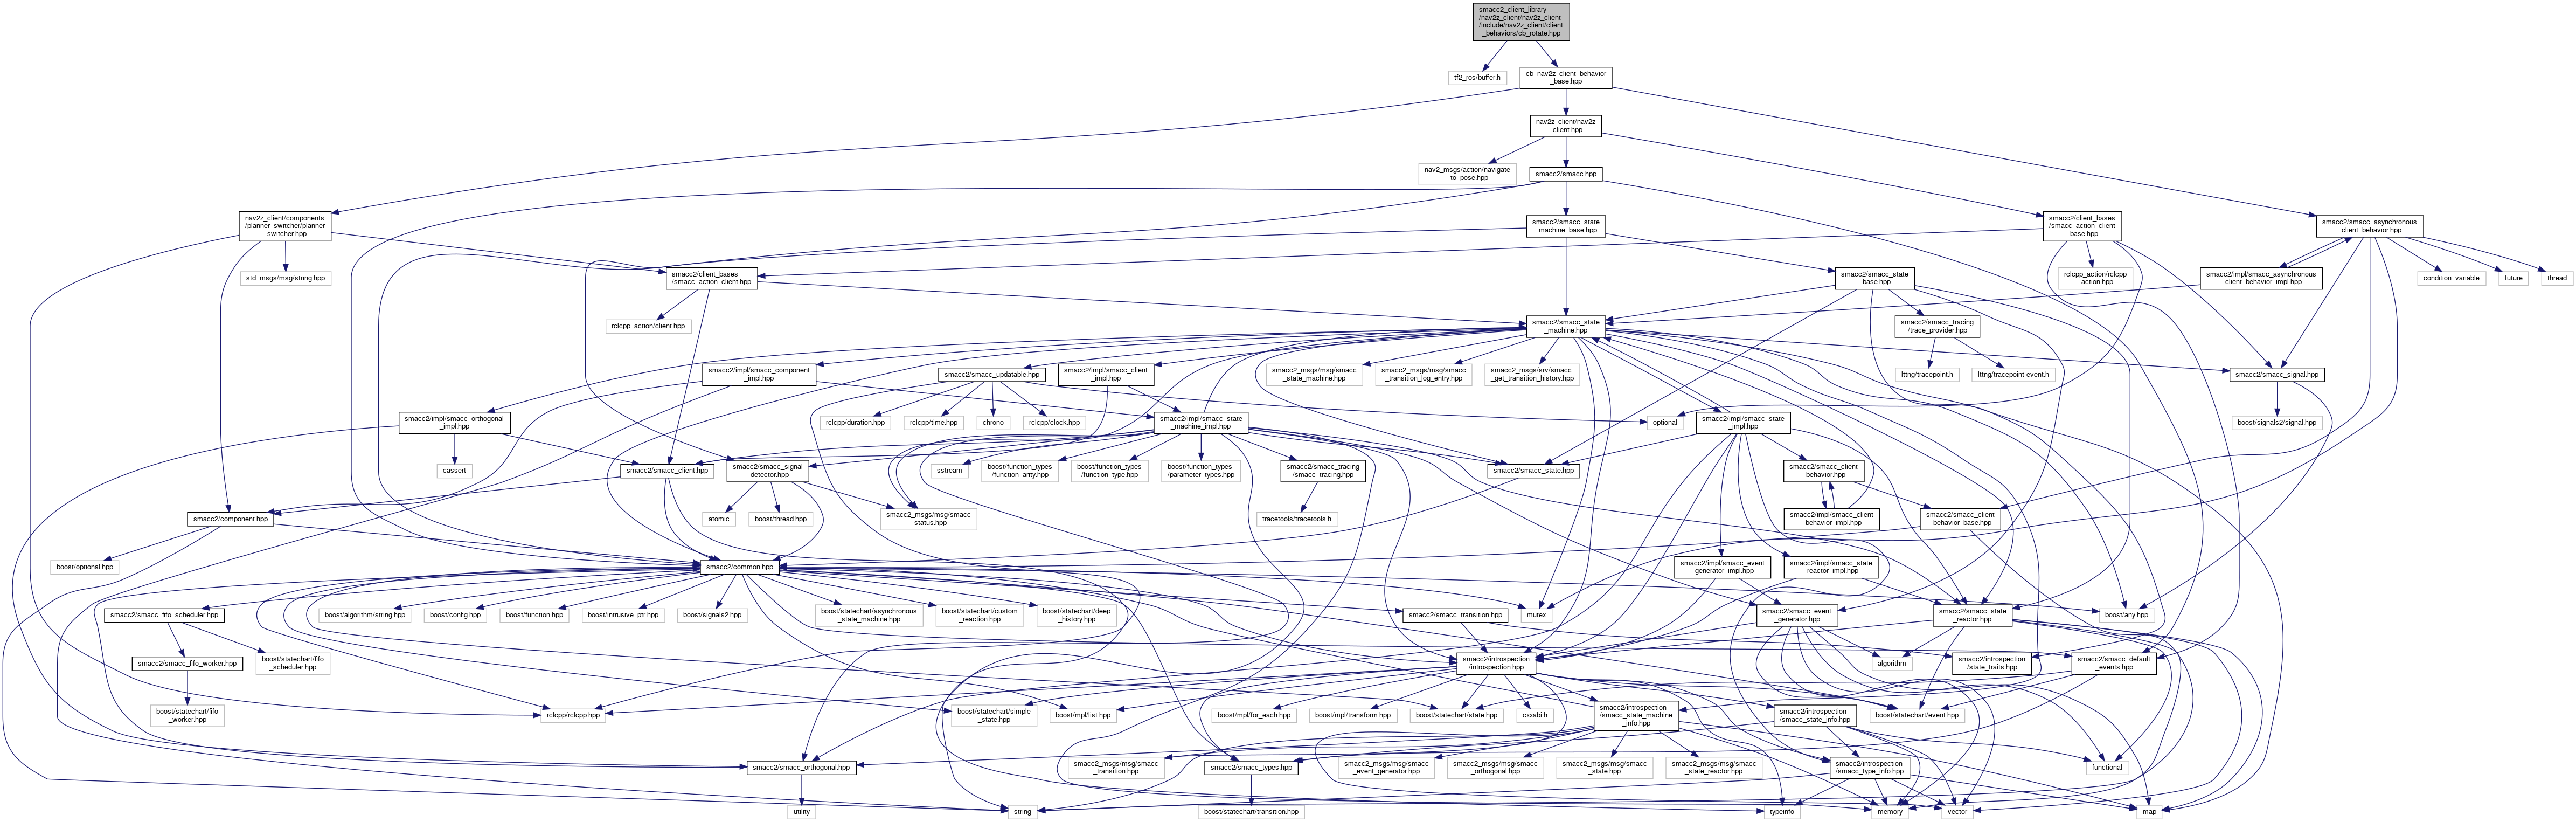 smacc2_client_library
/nav2z_client/nav2z_client
/include/nav2z_client/client
_behaviors/cb_rotate.hpp
tf2_ros/buffer.h
cb_nav2z_client_behavior
_base.hpp
nav2z_client/nav2z
_client.hpp
nav2_msgs/action/navigate
_to_pose.hpp
smacc2/smacc.hpp
nav2z_client/components
/planner_switcher/planner
_switcher.hpp
smacc2/smacc_state
_machine_base.hpp
smacc2/client_bases
/smacc_action_client
_base.hpp
smacc2/smacc_asynchronous
_client_behavior.hpp
std_msgs/msg/string.hpp
smacc2/client_bases
/smacc_action_client.hpp
smacc2/smacc_state
_base.hpp
rclcpp_action/rclcpp
_action.hpp
smacc2/impl/smacc_asynchronous
_client_behavior_impl.hpp
condition_variable
future
thread
rclcpp_action/client.hpp
smacc2/smacc_state
_machine.hpp
smacc2/smacc_tracing
/trace_provider.hpp
smacc2/impl/smacc_component
_impl.hpp
smacc2/smacc_updatable.hpp
smacc2/impl/smacc_client
_impl.hpp
smacc2_msgs/msg/smacc
_state_machine.hpp
smacc2_msgs/msg/smacc
_transition_log_entry.hpp
smacc2_msgs/srv/smacc
_get_transition_history.hpp
lttng/tracepoint.h
lttng/tracepoint-event.h
smacc2/smacc_signal.hpp
smacc2/impl/smacc_orthogonal
_impl.hpp
rclcpp/duration.hpp
rclcpp/time.hpp
chrono
rclcpp/clock.hpp
smacc2/impl/smacc_state
_machine_impl.hpp
optional
smacc2/impl/smacc_state
_impl.hpp
boost/signals2/signal.hpp
cassert
smacc2/smacc_client.hpp
smacc2/smacc_signal
_detector.hpp
sstream
boost/function_types
/function_arity.hpp
boost/function_types
/function_type.hpp
boost/function_types
/parameter_types.hpp
smacc2/smacc_tracing
/smacc_tracing.hpp
smacc2/smacc_state.hpp
smacc2/smacc_client
_behavior.hpp
smacc2/component.hpp
atomic
boost/thread.hpp
smacc2_msgs/msg/smacc
_status.hpp
tracetools/tracetools.h
smacc2/impl/smacc_client
_behavior_impl.hpp
smacc2/smacc_client
_behavior_base.hpp
boost/optional.hpp
smacc2/common.hpp
smacc2/impl/smacc_event
_generator_impl.hpp
smacc2/impl/smacc_state
_reactor_impl.hpp
smacc2/smacc_fifo_scheduler.hpp
boost/algorithm/string.hpp
boost/config.hpp
boost/function.hpp
boost/intrusive_ptr.hpp
boost/signals2.hpp
boost/statechart/asynchronous
_state_machine.hpp
boost/statechart/custom
_reaction.hpp
boost/statechart/deep
_history.hpp
smacc2/smacc_transition.hpp
mutex
smacc2/smacc_event
_generator.hpp
smacc2/smacc_state
_reactor.hpp
boost/any.hpp
smacc2/smacc_fifo_worker.hpp
boost/statechart/fifo
_scheduler.hpp
smacc2/introspection
/introspection.hpp
algorithm
smacc2/introspection
/state_traits.hpp
smacc2/smacc_default
_events.hpp
boost/statechart/fifo
_worker.hpp
rclcpp/rclcpp.hpp
boost/statechart/simple
_state.hpp
boost/mpl/list.hpp
boost/mpl/for_each.hpp
boost/mpl/transform.hpp
boost/statechart/state.hpp
cxxabi.h
smacc2/introspection
/smacc_state_machine
_info.hpp
smacc2/introspection
/smacc_state_info.hpp
boost/statechart/event.hpp
smacc2/smacc_orthogonal.hpp
smacc2_msgs/msg/smacc
_transition.hpp
smacc2/smacc_types.hpp
smacc2_msgs/msg/smacc
_event_generator.hpp
smacc2_msgs/msg/smacc
_orthogonal.hpp
smacc2_msgs/msg/smacc
_state.hpp
smacc2_msgs/msg/smacc
_state_reactor.hpp
smacc2/introspection
/smacc_type_info.hpp
functional
utility
string
boost/statechart/transition.hpp
typeinfo
memory
vector
map